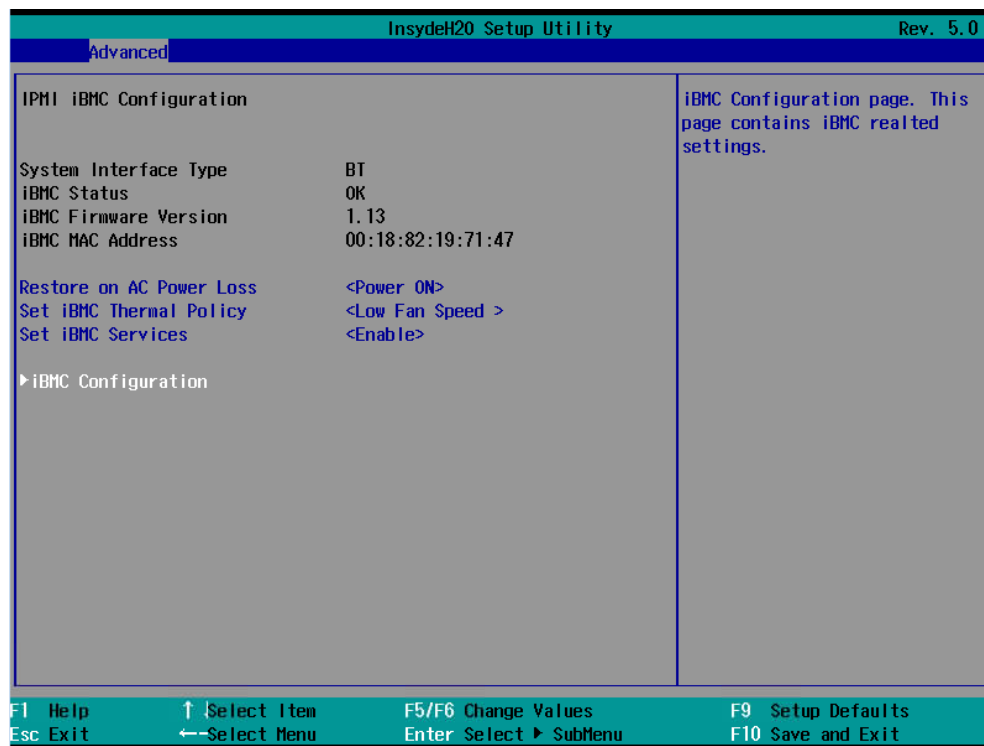 InsydeH20 Setup Utility Rev. 5.0
Advanced
IPMI iBMC Configuration
System Interface Type BT
iBMC Status OK
iBMC Firmware Version 1.13
iBMC MAC Address 00:18:82:19:71:47
Restore on AC Power Loss <Power ON>
Set iBMC Thermal Policy <Low Fan Speed >
Set iBMC Services <Enable>
▶iBMC Configuration
iBMC Configuration page. This
page contains iBMC realted
settings.
F1 Help ↑ Select Item F5/F6 Change Values F9 Setup Defaults
Esc Exit ←--Select Menu Enter Select ▶ SubMenu F10 Save and Exit